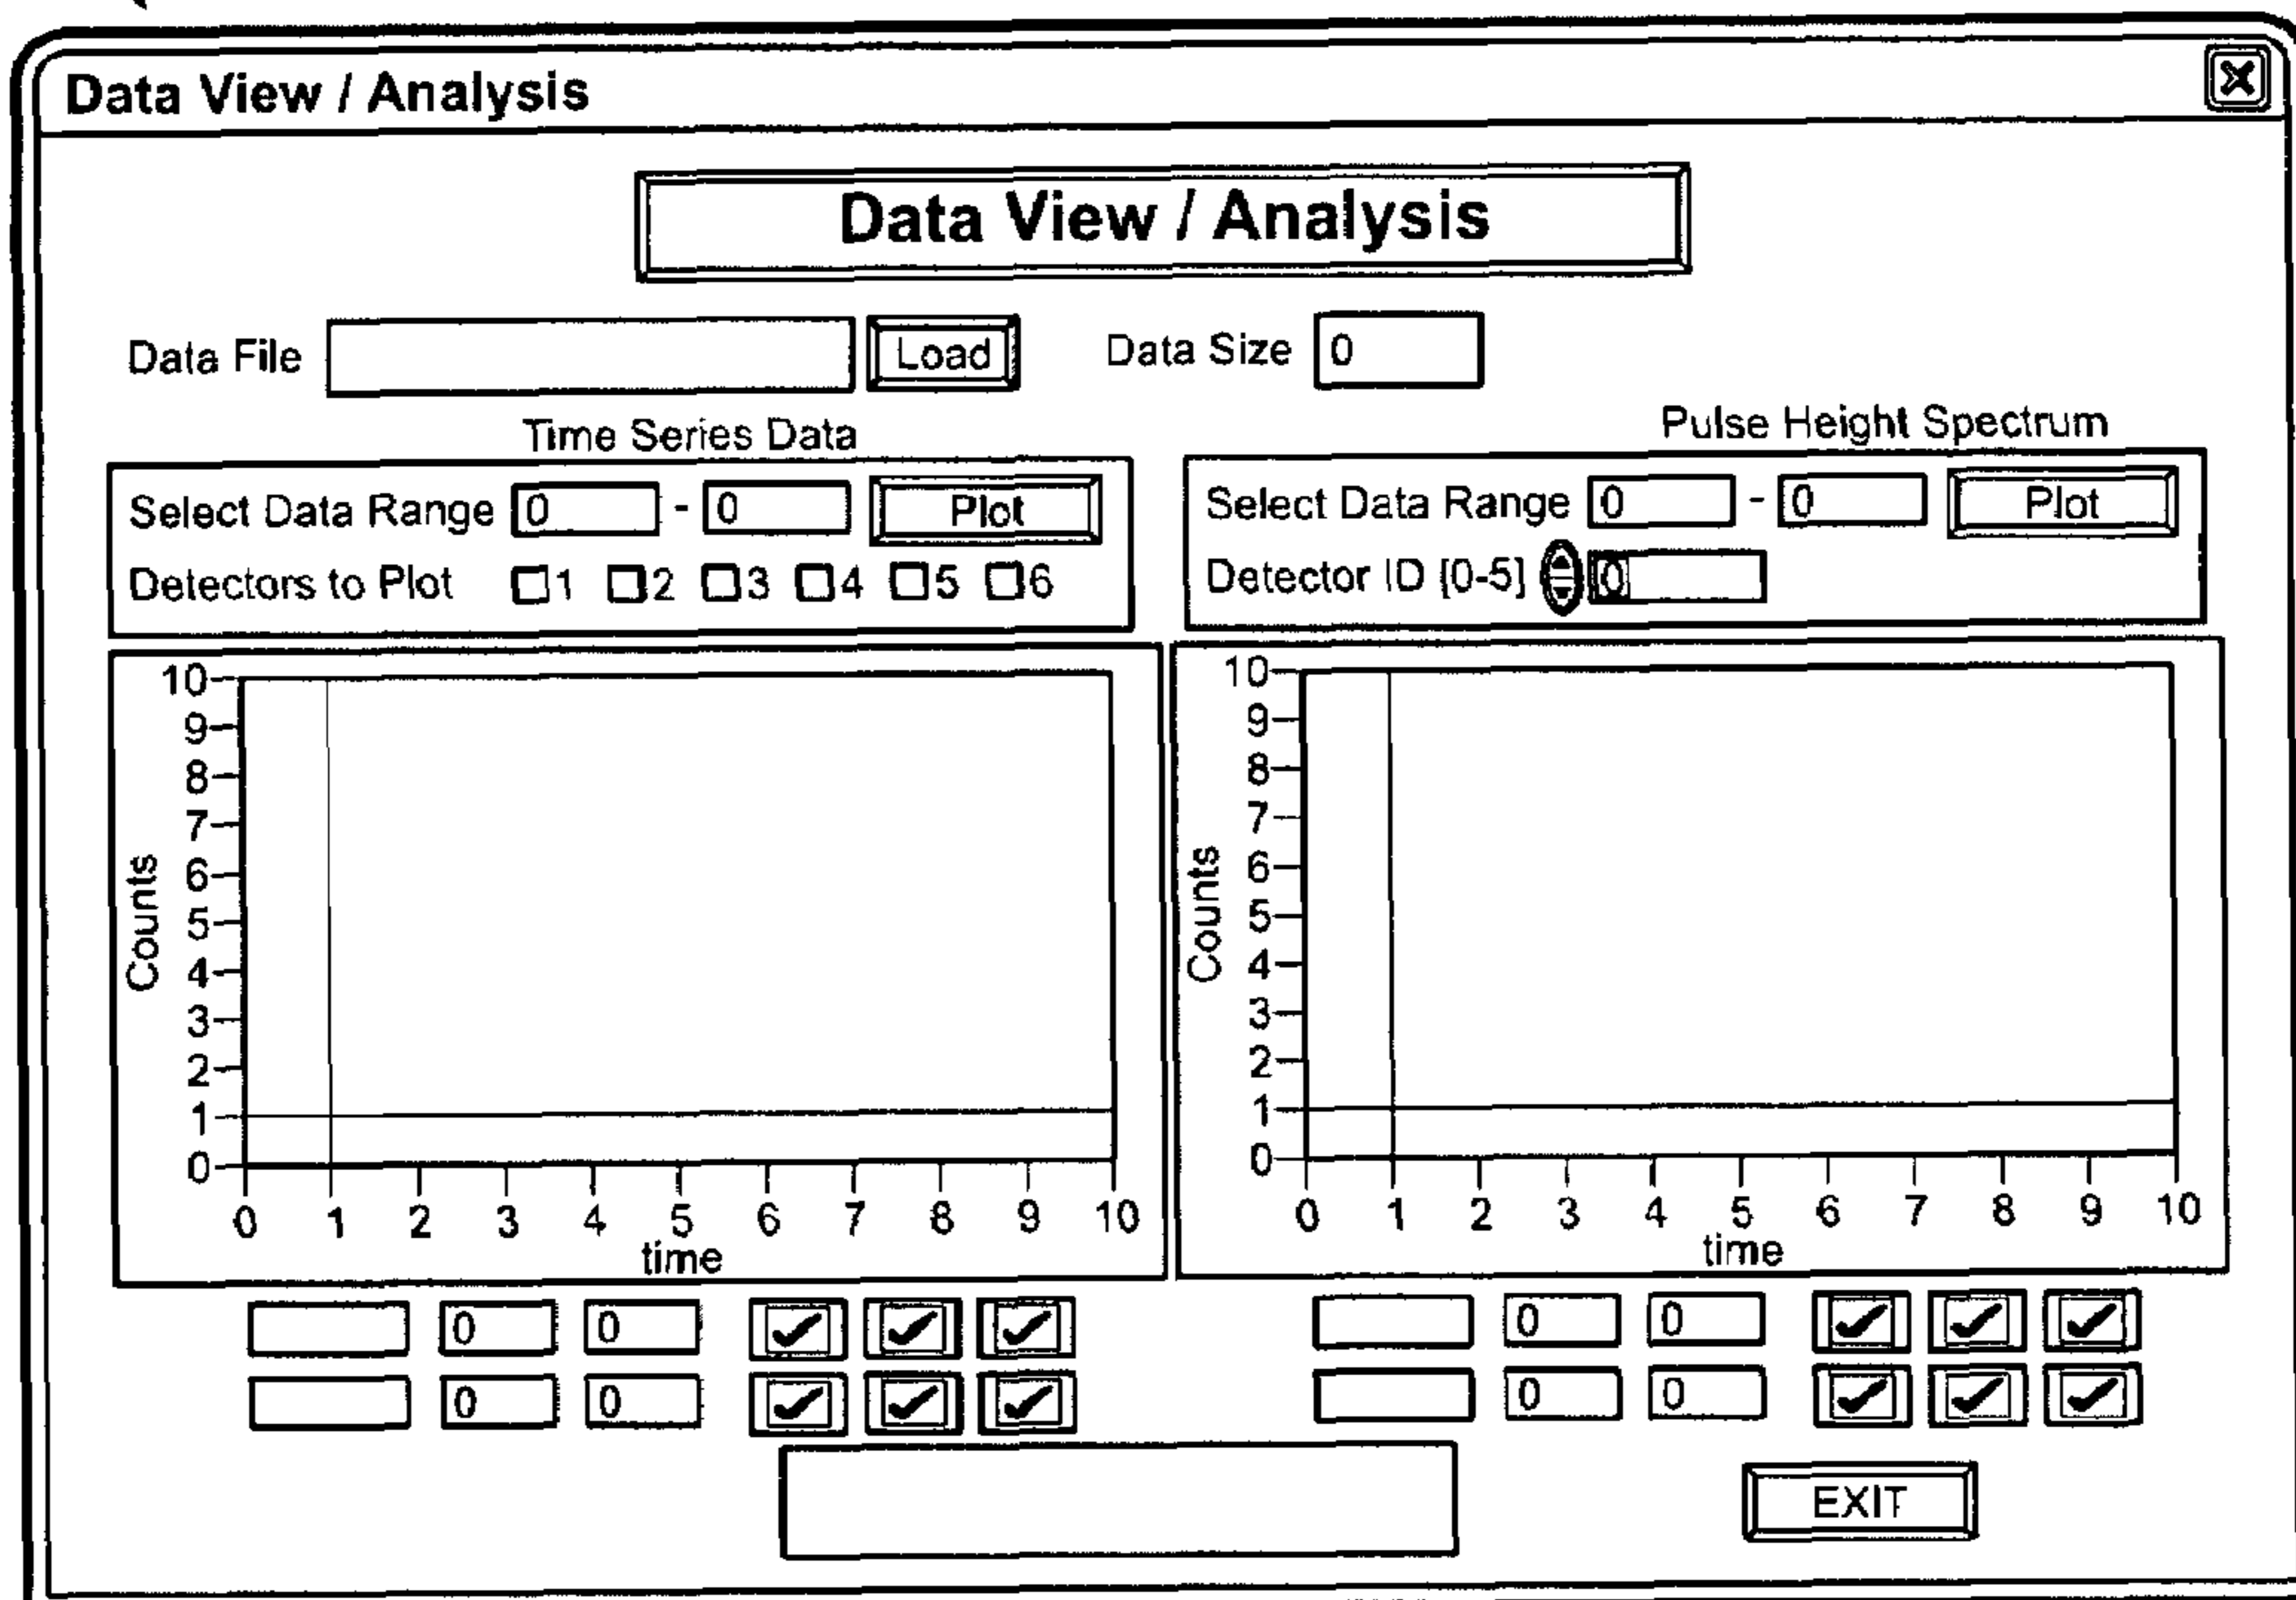 Data View / Analysis
Data View / Analysis
Data File Load Data Size 0
Time Series Data
Select Data Range 0 - 0 Plot
Detectors to Plot 1 2 3 4 5 6
Pulse Height Spectrum
Select Data Range 0 - 0 Plot
Detector ID [0-5] 0
10
9
8
7
6
5
4
3
2
1
0
Counts
0 1 2 3 4 5 6 7 8 9 10
time
10
9
8
7
6
5
4
3
2
1
0
Counts
0 1 2 3 4 5 6 7 8 9 10
time
0 0
0 0
0 0
0 0
EXIT